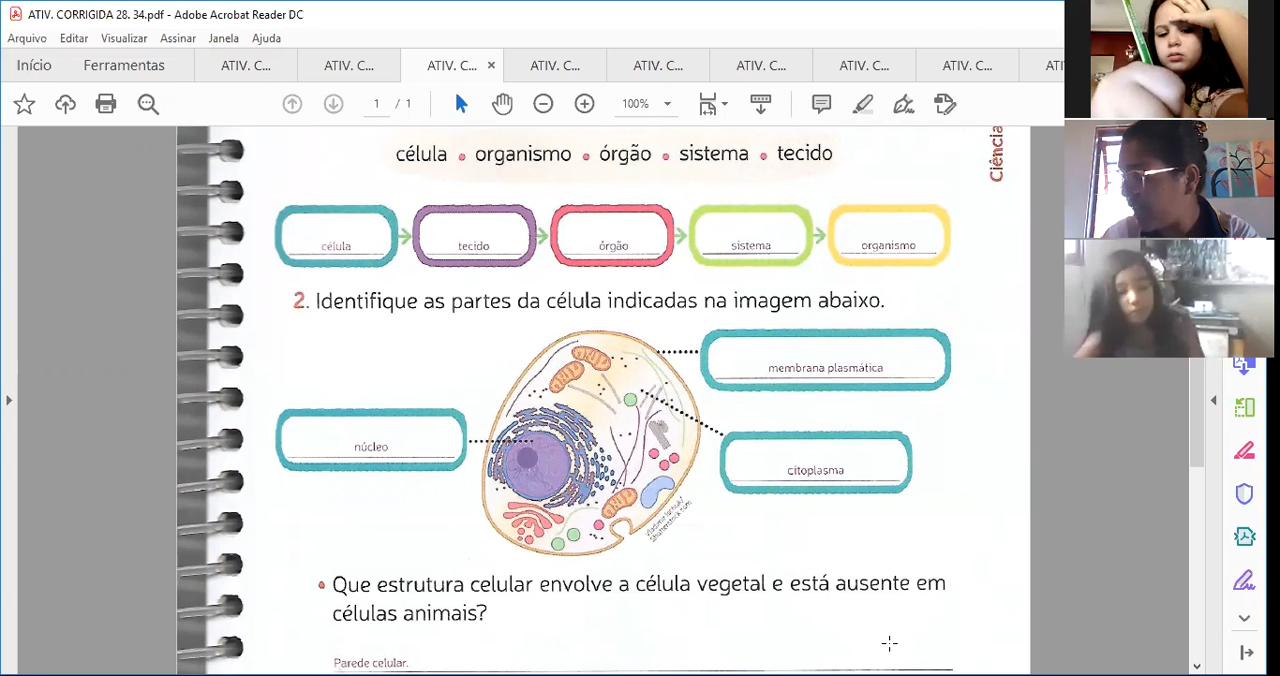 ATIV. CORRIGIDA 28. 34.pdf - Adobe Acrobat Reader DC
Arquivo Editar Visualizar Assinar Janela Ajuda
Início Ferramentas ATIV. C... ATIV. C... ATIV. C... × ATIV. C... ATIV. C... ATIV. C... ATIV. C... ATIV. C...
1 / 1 100%
célula • organismo • órgão • sistema • tecido
Ciência
célula tecido órgão sistema organismo
2. Identifique as partes da célula indicadas na imagem abaixo.
membrana plasmática
núcleo
citoplasma
Que estrutura celular envolve a célula vegetal e está ausente em
células animais?
Parede celular.